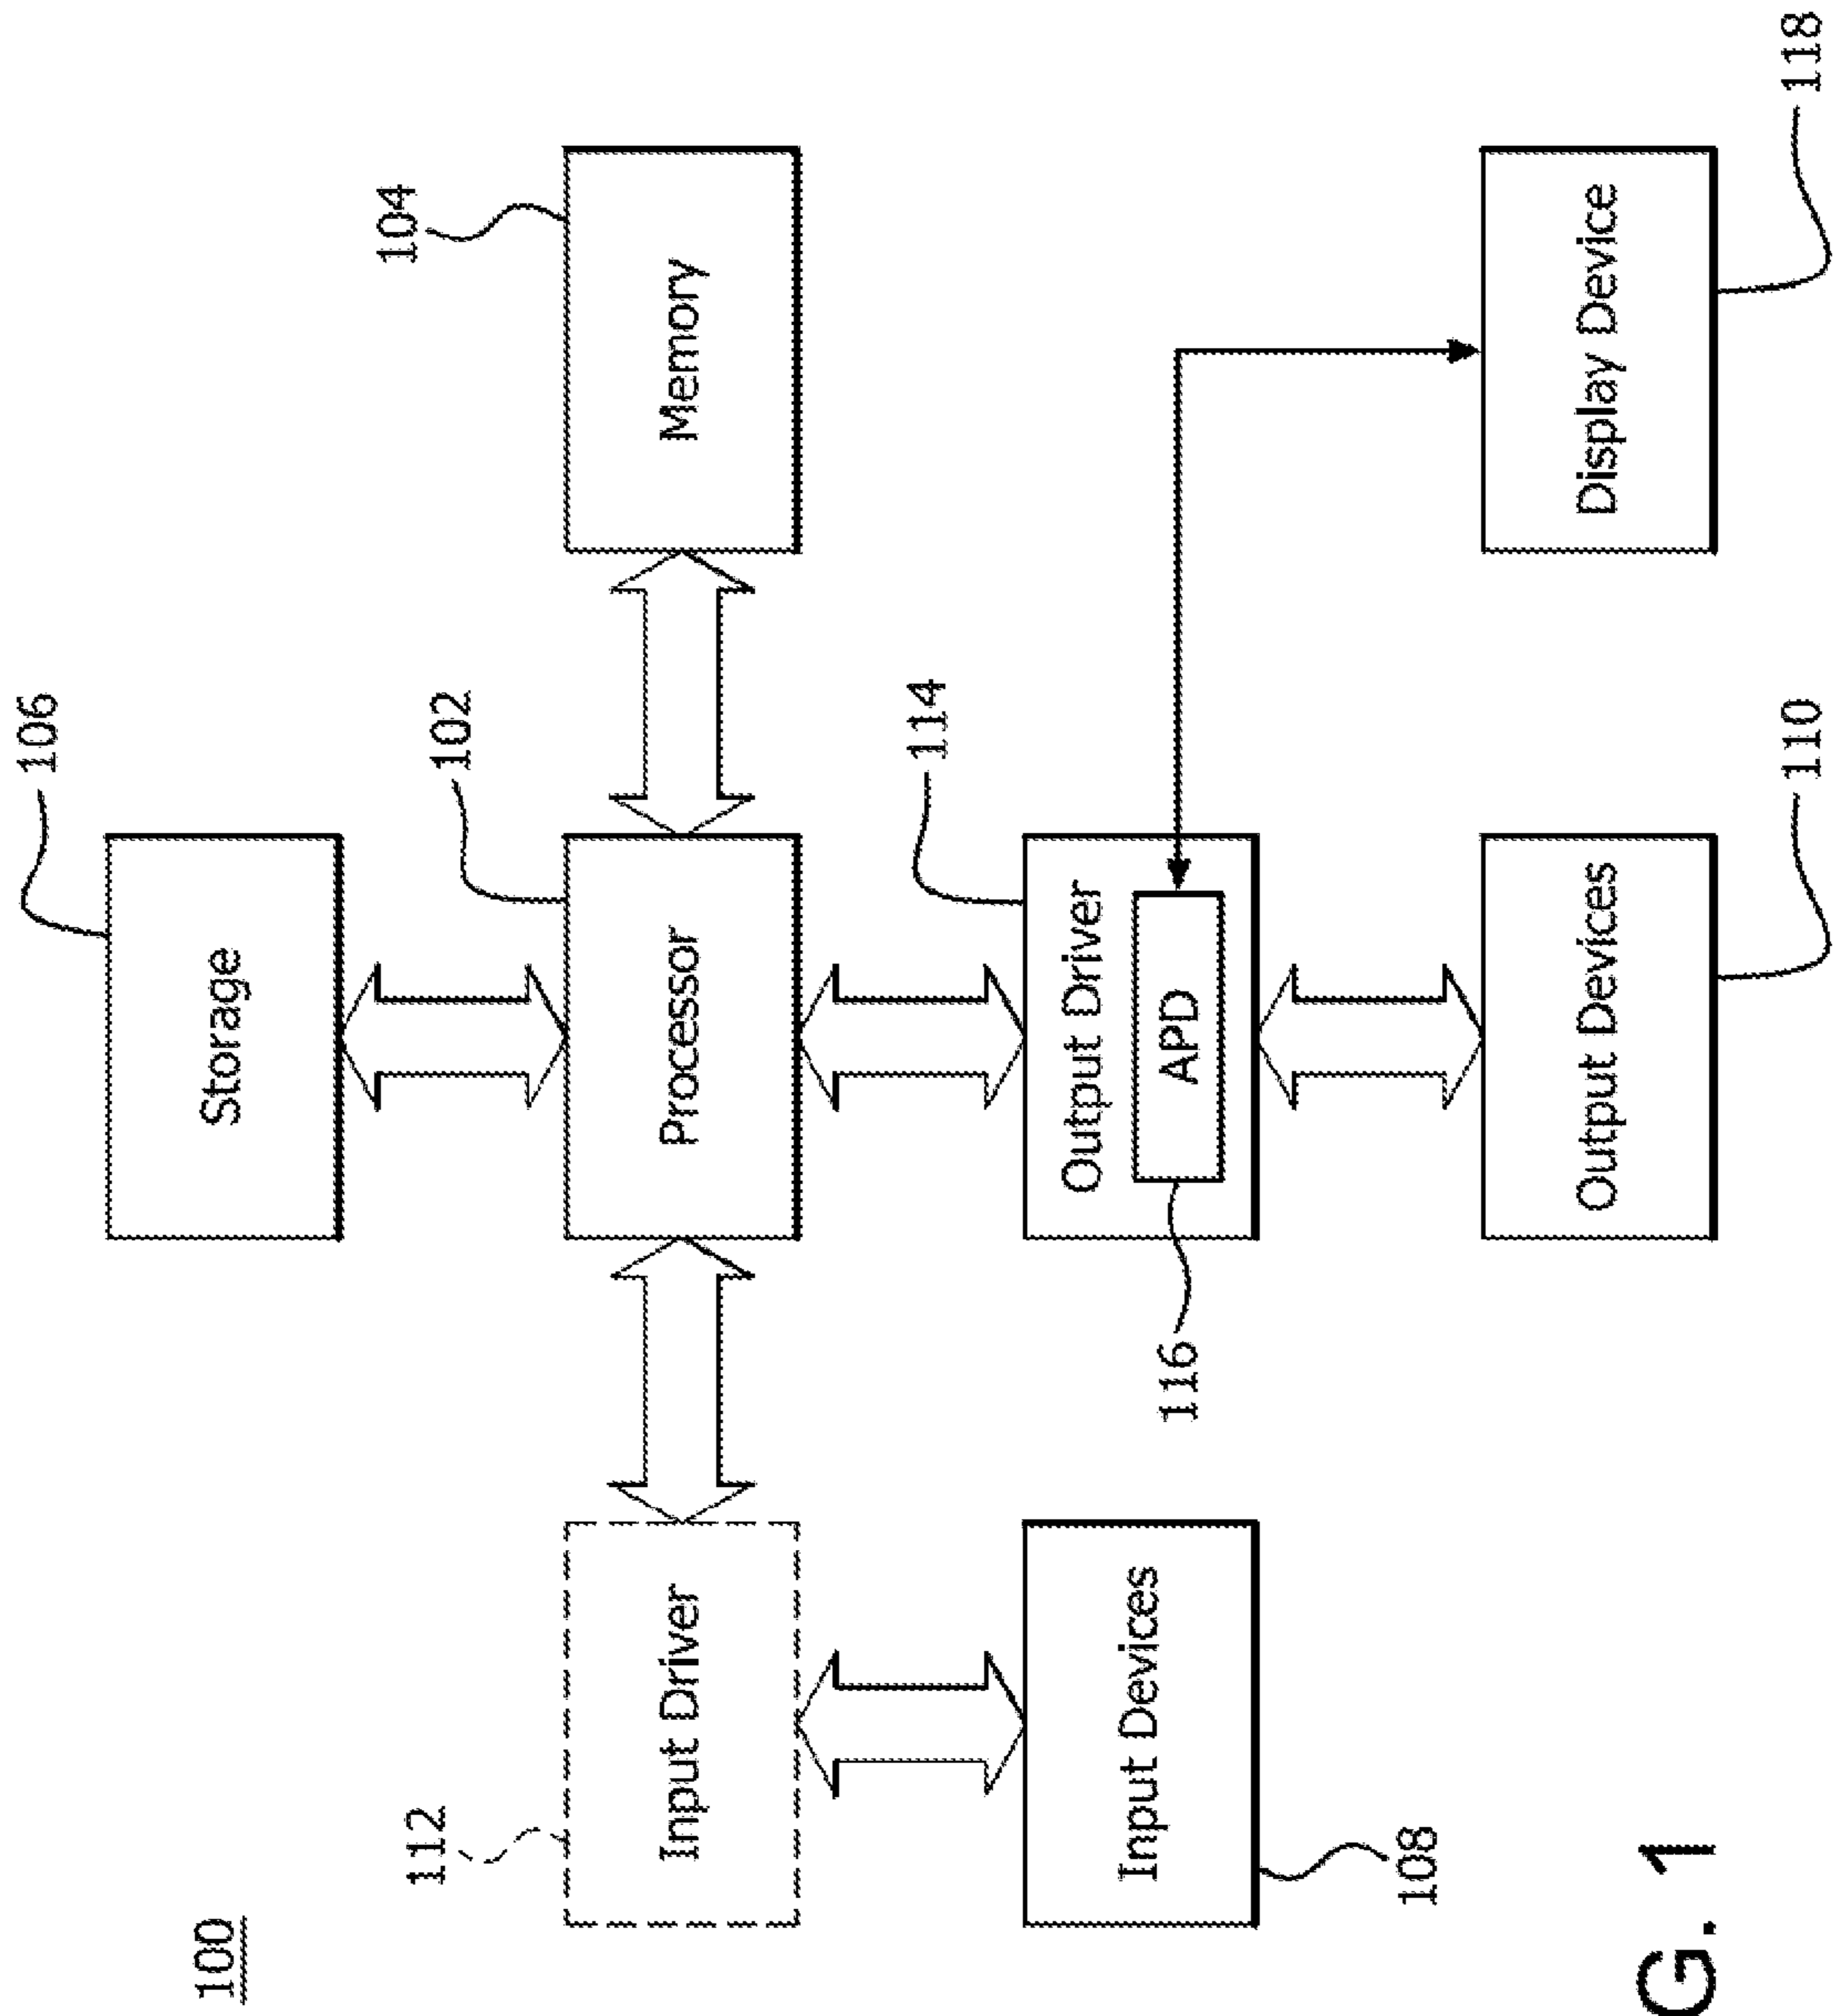 100
106
Storage
112
102
104
Input Driver
Processor
Memory
114
Input Devices
Output Driver
APD
108
116
Output Devices
Display Device
110
118
G. 1